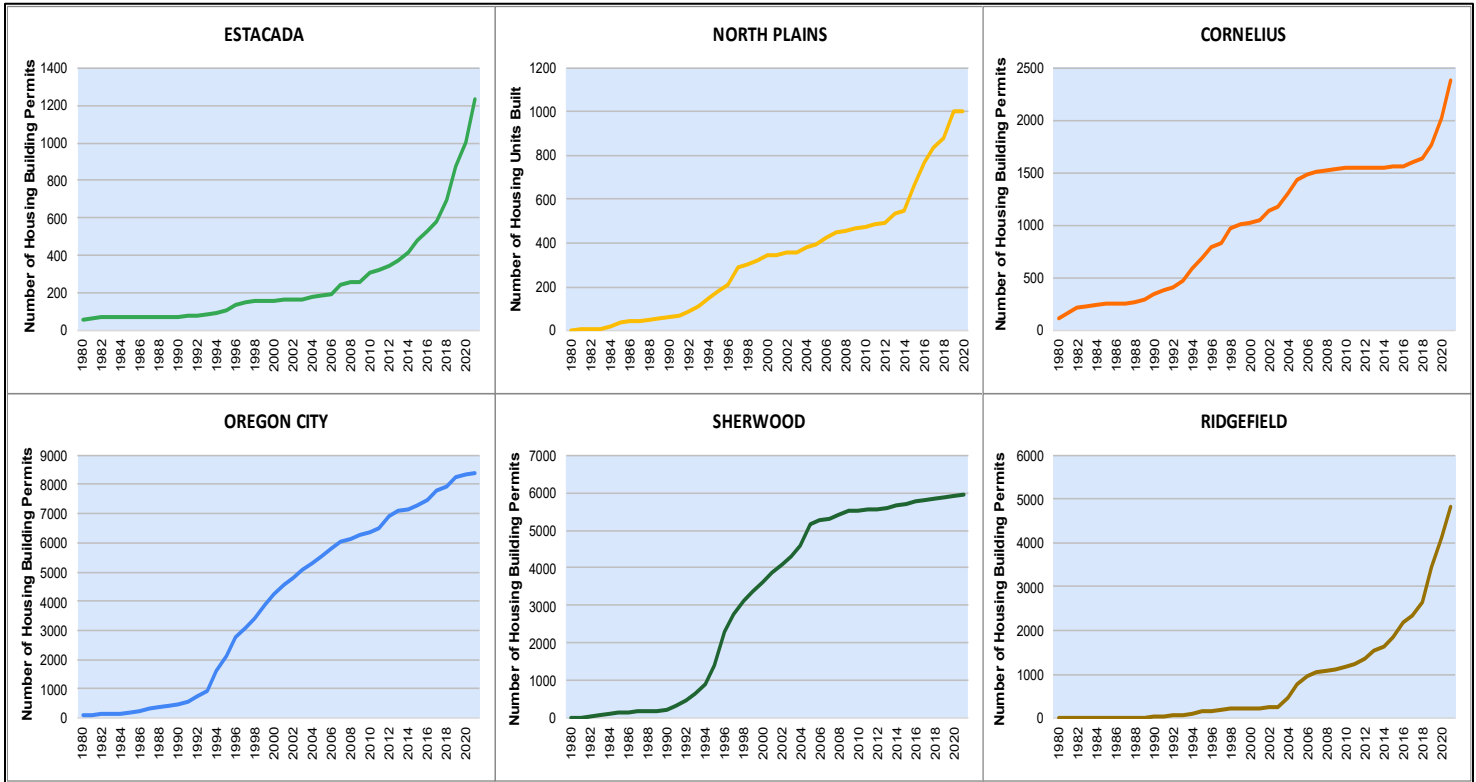 ESTACADA
Number of Housing Building Permits
1400
1200
1000
800
600
400
200
0
1980 1982 1984 1986 1988 1990 1992 1994 1996 1998 2000 2002 2004 2006 2008 2010 2012 2014 2016 2018 2020
NORTH PLAINS
Number of Housing Units Built
1200
1000
800
600
400
200
0
1980 1982 1984 1986 1988 1990 1992 1994 1996 1998 2000 2002 2004 2006 2008 2010 2012 2014 2016 2018 2020
CORNELIUS
Number of Housing Building Permits
2500
2000
1500
1000
500
0
1980 1982 1984 1986 1988 1990 1992 1994 1996 1998 2000 2002 2004 2006 2008 2010 2012 2014 2016 2018 2020
OREGON CITY
Number of Housing Building Permits
9000
8000
7000
6000
5000
4000
3000
2000
1000
0
1980 1982 1984 1986 1988 1990 1992 1994 1996 1998 2000 2002 2004 2006 2008 2010 2012 2014 2016 2018 2020
SHERWOOD
Number of Housing Building Permits
7000
6000
5000
4000
3000
2000
1000
0
1980 1982 1984 1986 1988 1990 1992 1994 1996 1998 2000 2002 2004 2006 2008 2010 2012 2014 2016 2018 2020
RIDGEFIELD
Number of Housing Building Permits
6000
5000
4000
3000
2000
1000
0
1980 1982 1984 1986 1988 1990 1992 1994 1996 1998 2000 2002 2004 2006 2008 2010 2012 2014 2016 2018 2020